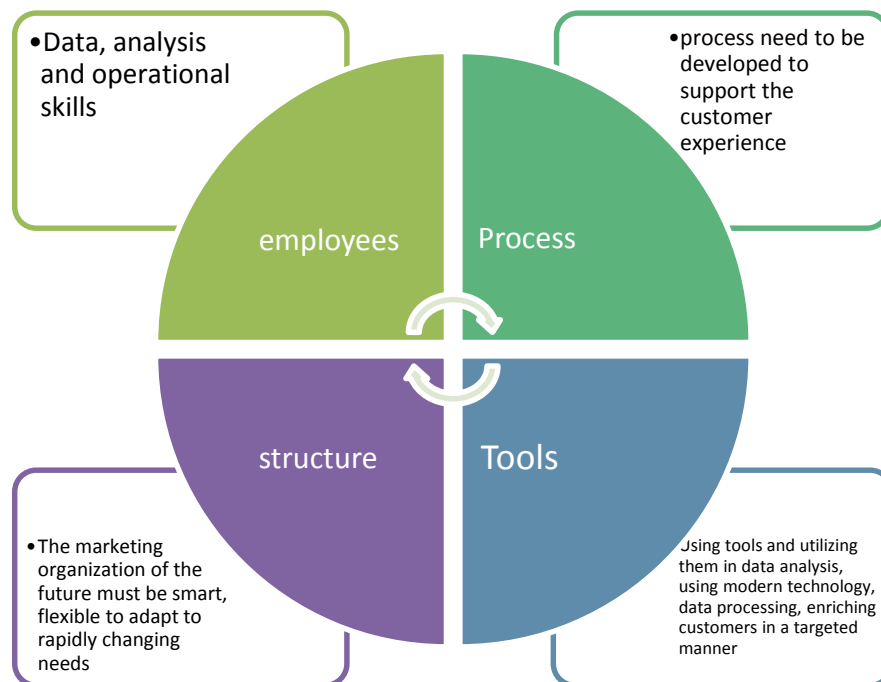 •Data, analysis
and operational
skills
•process need to be
developed to
support the
customer
experience
employees
Process
structure
Tools
•The marketing
organization of the
future must be smart,
flexible to adapt to
rapidly changing
needs
Using tools and utilizing
them in data analysis,
using modern technology,
data processing, enriching
customers in a targeted
manner